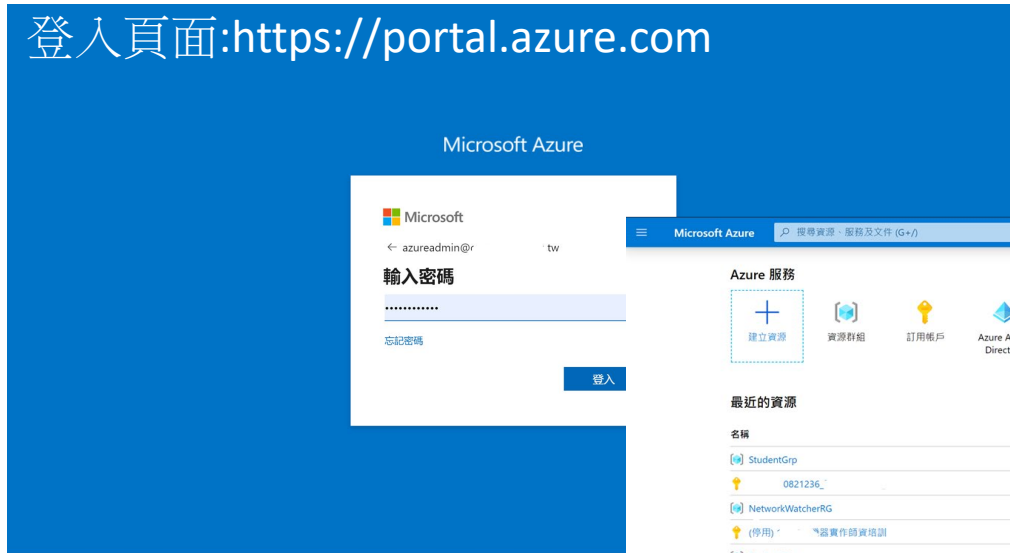 登入頁面:https://portal.azure.com
Microsoft Azure
Microsoft
← azureadmin@r tw
輸入密碼
••••••••••••
忘記密碼
登入
Microsoft Azure 搜尋資源、服務及文件 (G+/)
Azure 服務
建立資源 資源群組 訂用帳戶 Azure A
Direct
最近的資源
名稱
StudentGrp
0821236_
NetworkWatcherRG
(停用) 器實作師資培訓